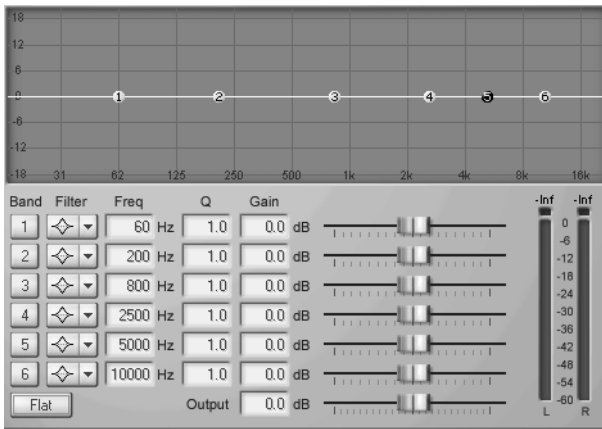 18
12
6
0
1 2 3 4 5 6
-6
-12
-18 31 62 125 250 500 1k 2k 4k 8k 16k
Band Filter Freq Q Gain -Inf -Inf
1 60 Hz 1.0 0.0 dB
2 200 Hz 1.0 0.0 dB
3 800 Hz 1.0 0.0 dB
4 2500 Hz 1.0 0.0 dB
5 5000 Hz 1.0 0.0 dB
6 10000 Hz 1.0 0.0 dB
Flat Output 0.0 dB
0
-6
-12
-18
-24
-30
-36
-42
-48
-54
-60
L R